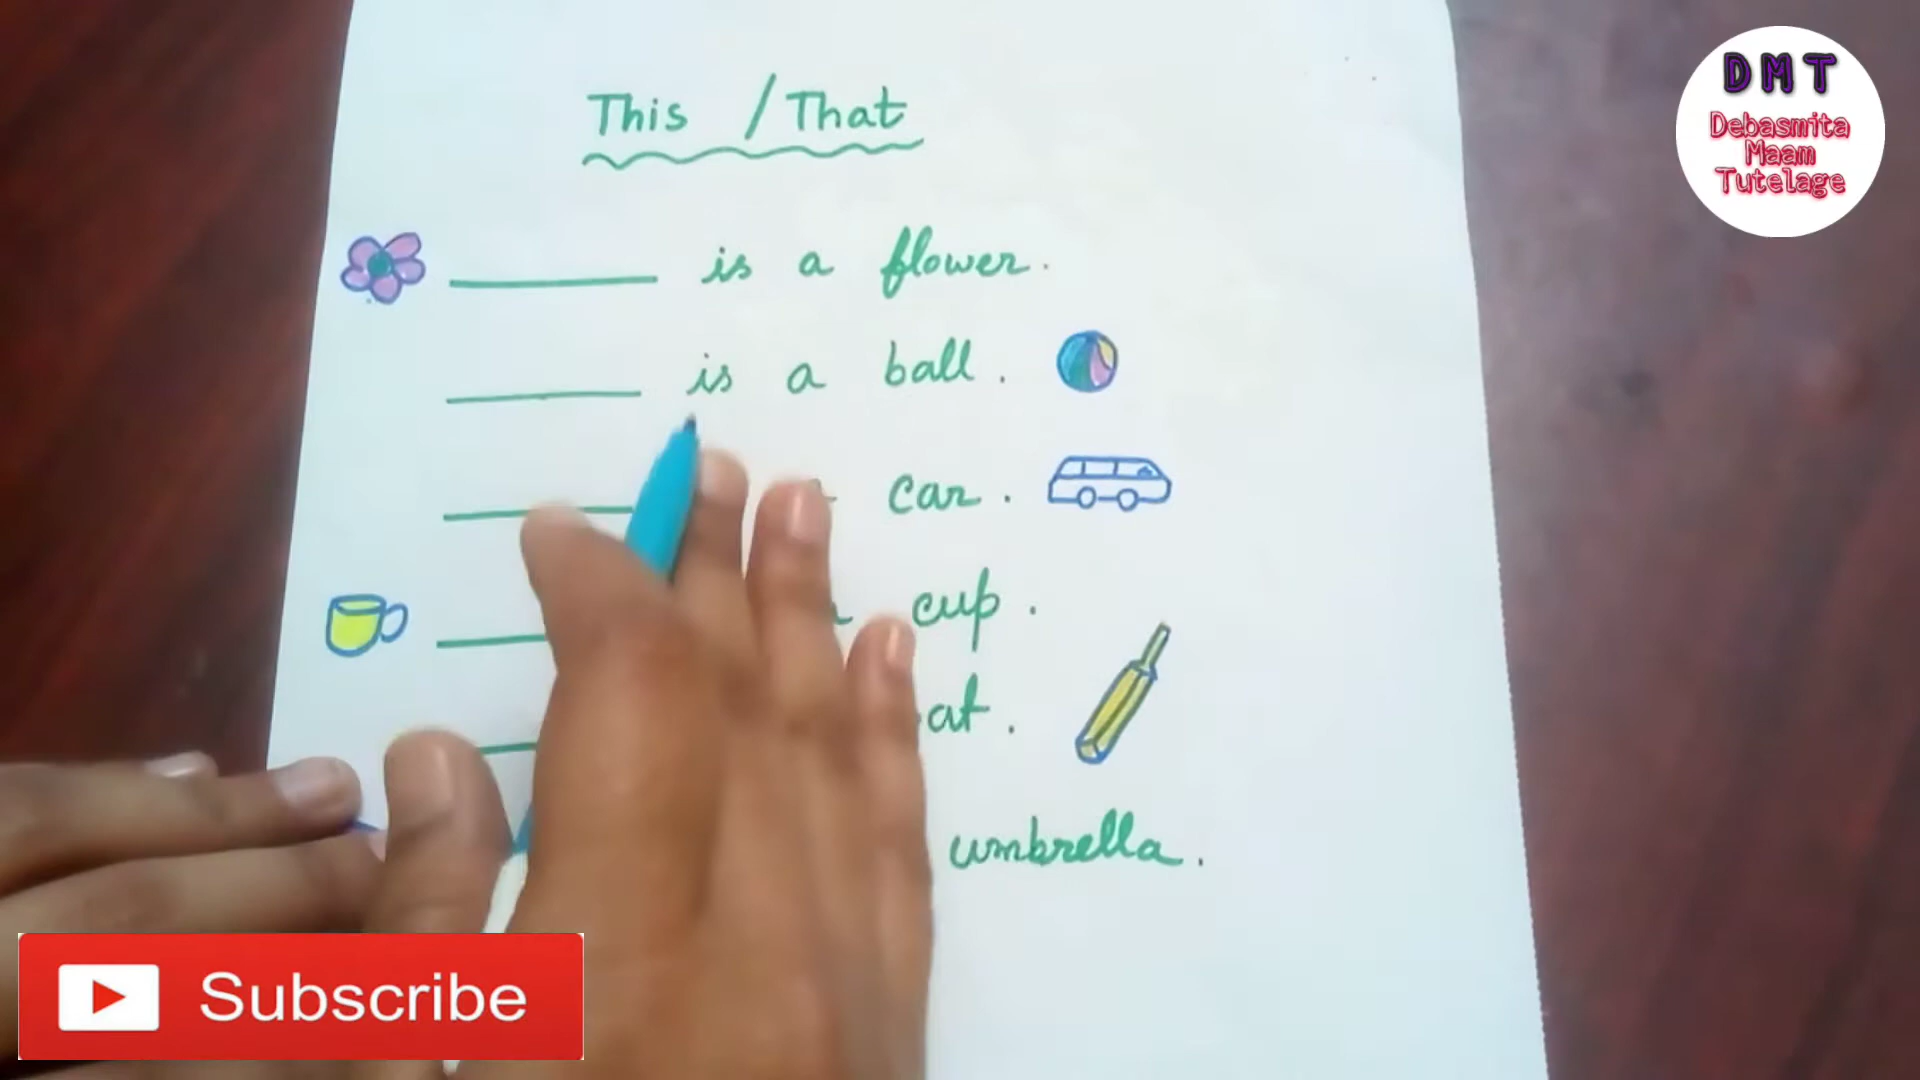 This / That
is a flower.
is a ball.
car.
cup.
at.
umbrella.
DMT
Debasmita
Maam
Tutelage
Subscribe